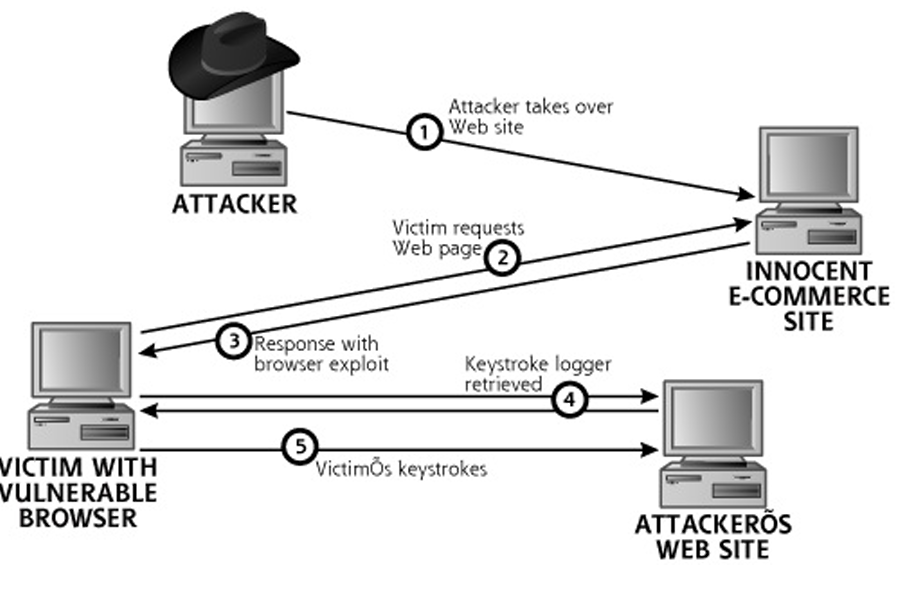 1
Attacker takes over
Web site
ATTACKER
Victim requests
Web page
2
INNOCENT
E-COMMERCE
SITE
3
Response with
browser exploit
Keystroke logger
retrieved
4
5
VictimÕs keystrokes
VICTIM WITH
VULNERABLE
BROWSER
ATTACKERÕS
WEB SITE